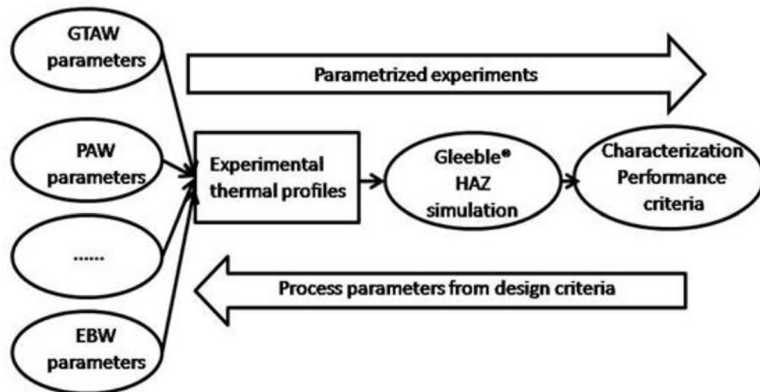 GTAW
parameters
Parametrized experiments
PAW
parameters
Experimental
thermal profiles
Gleeble®
HAZ
simulation
Characterization
Performance
criteria
......
Process parameters from design criteria
EBW
parameters